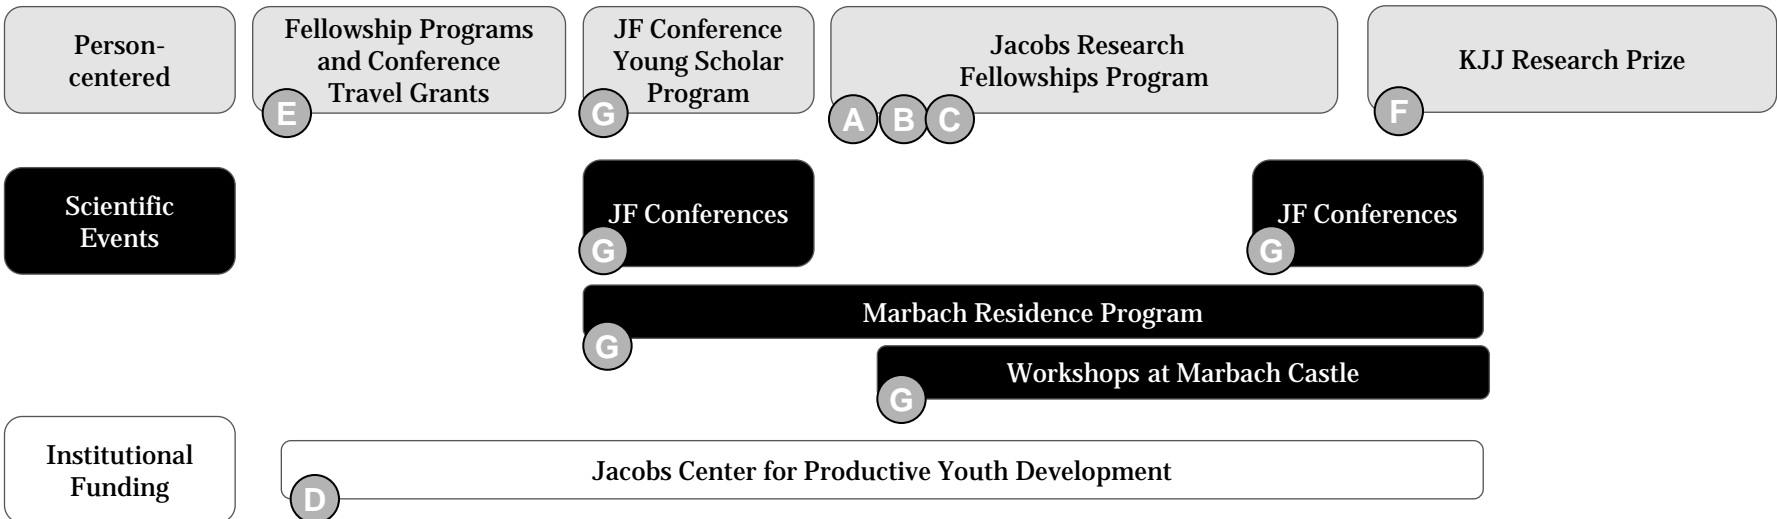 Person-
centered
Fellowship Programs
and Conference
Travel Grants
E
JF Conference
Young Scholar
Program
G
Jacobs Research
Fellowships Program
A
B
C
KJJ Research Prize
F
Scientific
Events
JF Conferences
G
JF Conferences
G
Marbach Residence Program
G
Workshops at Marbach Castle
G
Institutional
Funding
Jacobs Center for Productive Youth Development
D